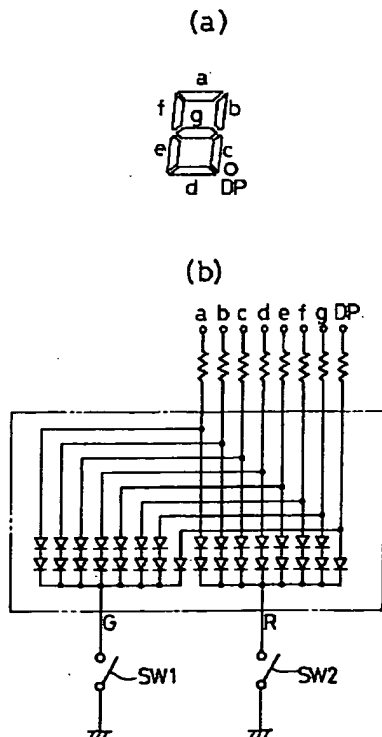 (a)
a
f g b
e c
d DP
(b)
a b c d e f g DP
G R
SW1 SW2